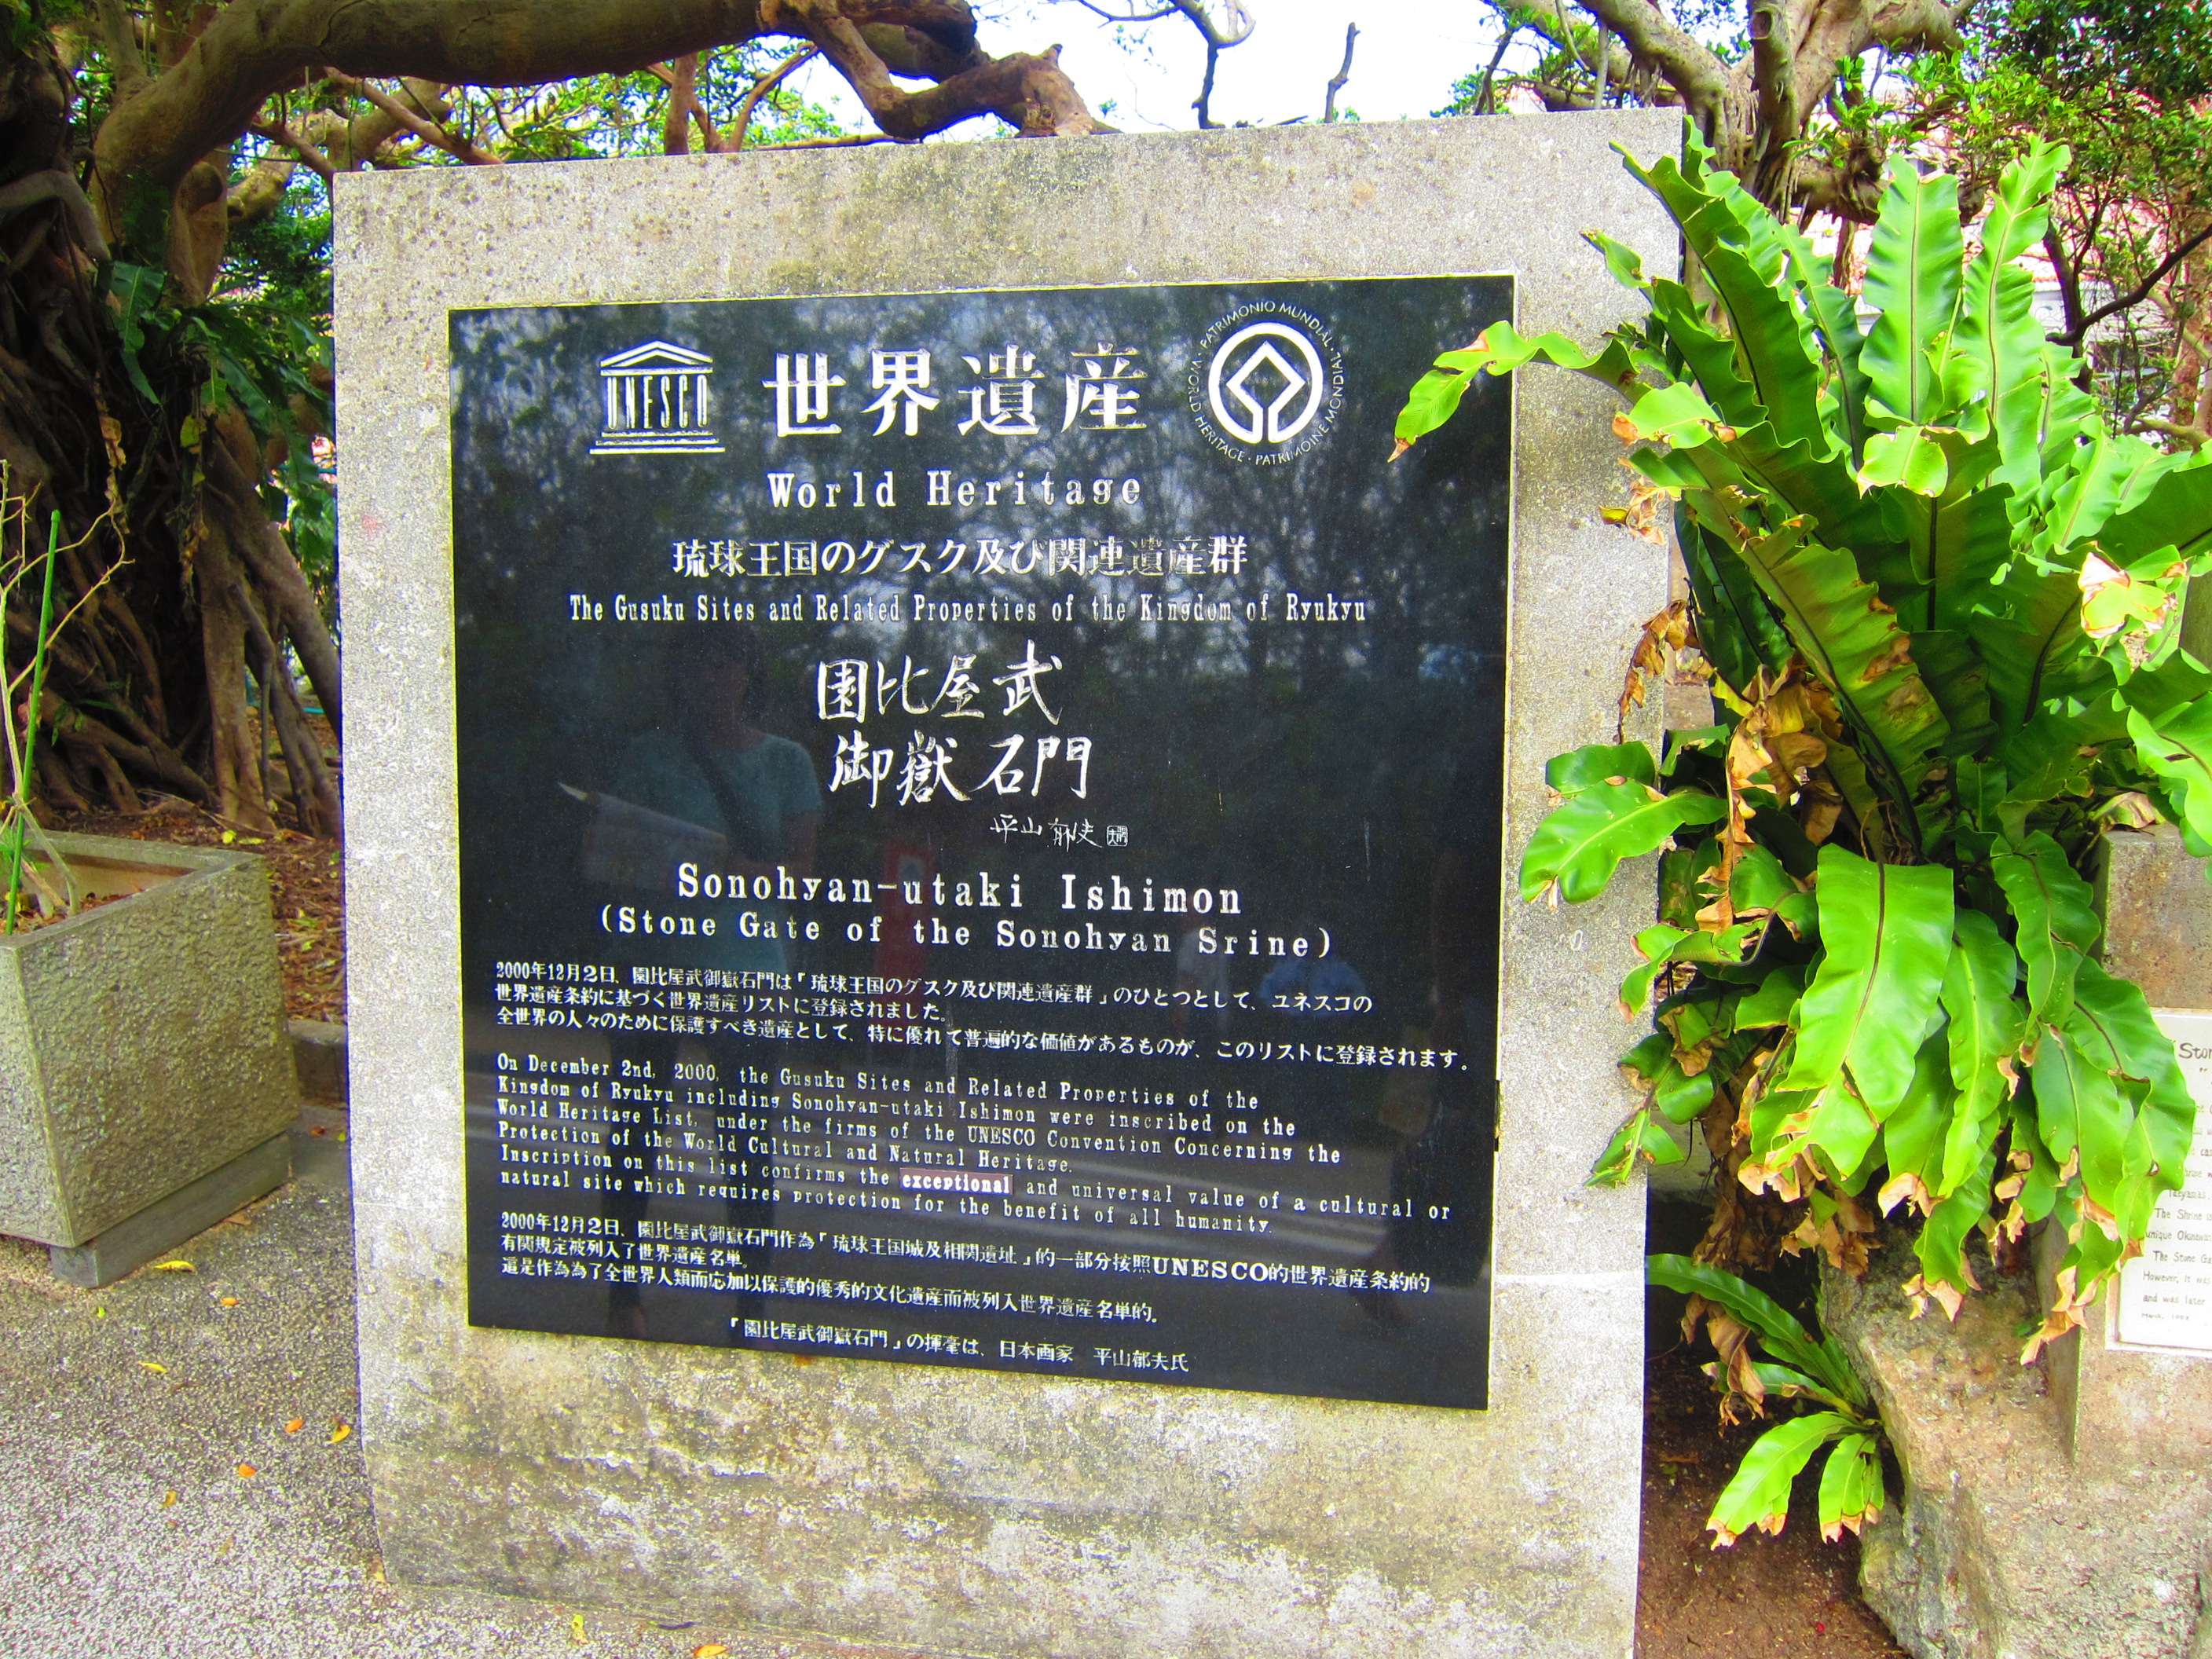 UNESCO
世界遺産
WORLD HERITAGE · PATRIMONIO MUNDIAL · PATRIMOINE MONDIAL
World Heritage
琉球王国のグスク及び関連遺産群
The Gusuku Sites and Related Properties of the Kingdom of Ryukyu
園比屋武
御嶽石門
平山郁夫
Sonohyan-utaki Ishimon
(Stone Gate of the Sonohyan Srine)
2000年12月2日、園比屋武御嶽石門は「琉球王国のグスク及び関連遺産群」のひとつとして、ユネスコの
世界遺産条約に基づく世界遺産リストに登録されました。
全世界の人々のために保護すべき遺産として、特に優れて普遍的な価値があるものが、このリストに登録されます。
On December 2nd, 2000, the Gusuku Sites and Related Properties of the
Kingdom of Ryukyu including Sonohyan-utaki Ishimon were inscribed on the
World Heritage List, under the firms of the UNESCO Convention Concerning the
Protection of the World Cultural and Natural Heritage.
Inscription on this list confirms the exceptional and universal value of a cultural or
natural site which requires protection for the benefit of all humanity.
2000年12月2日、園比屋武御嶽石門作為「琉球王国城及相関遺址」的一部分按照UNESCO的世界遺産条約的
有関規定被列入了世界遺産名単。
這是作為為了全世界人類而応加以保護的優秀的文化遺産而被列入世界遺産名単的。
「園比屋武御嶽石門」の揮毫は、日本画家 平山郁夫氏
The Stone Ga
However, it wa
and was later